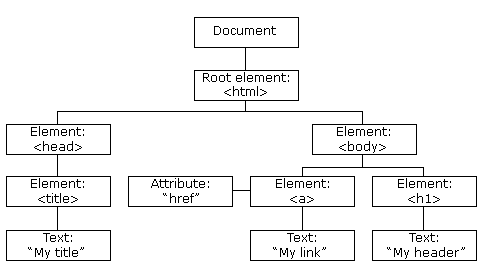 Document
Root element:
<html>
Element:
<head>
Element:
<body>
Element:
<title>
Attribute:
“href”
Element:
<a>
Element:
<h1>
Text:
“My title”
Text:
“My link”
Text:
“My header”